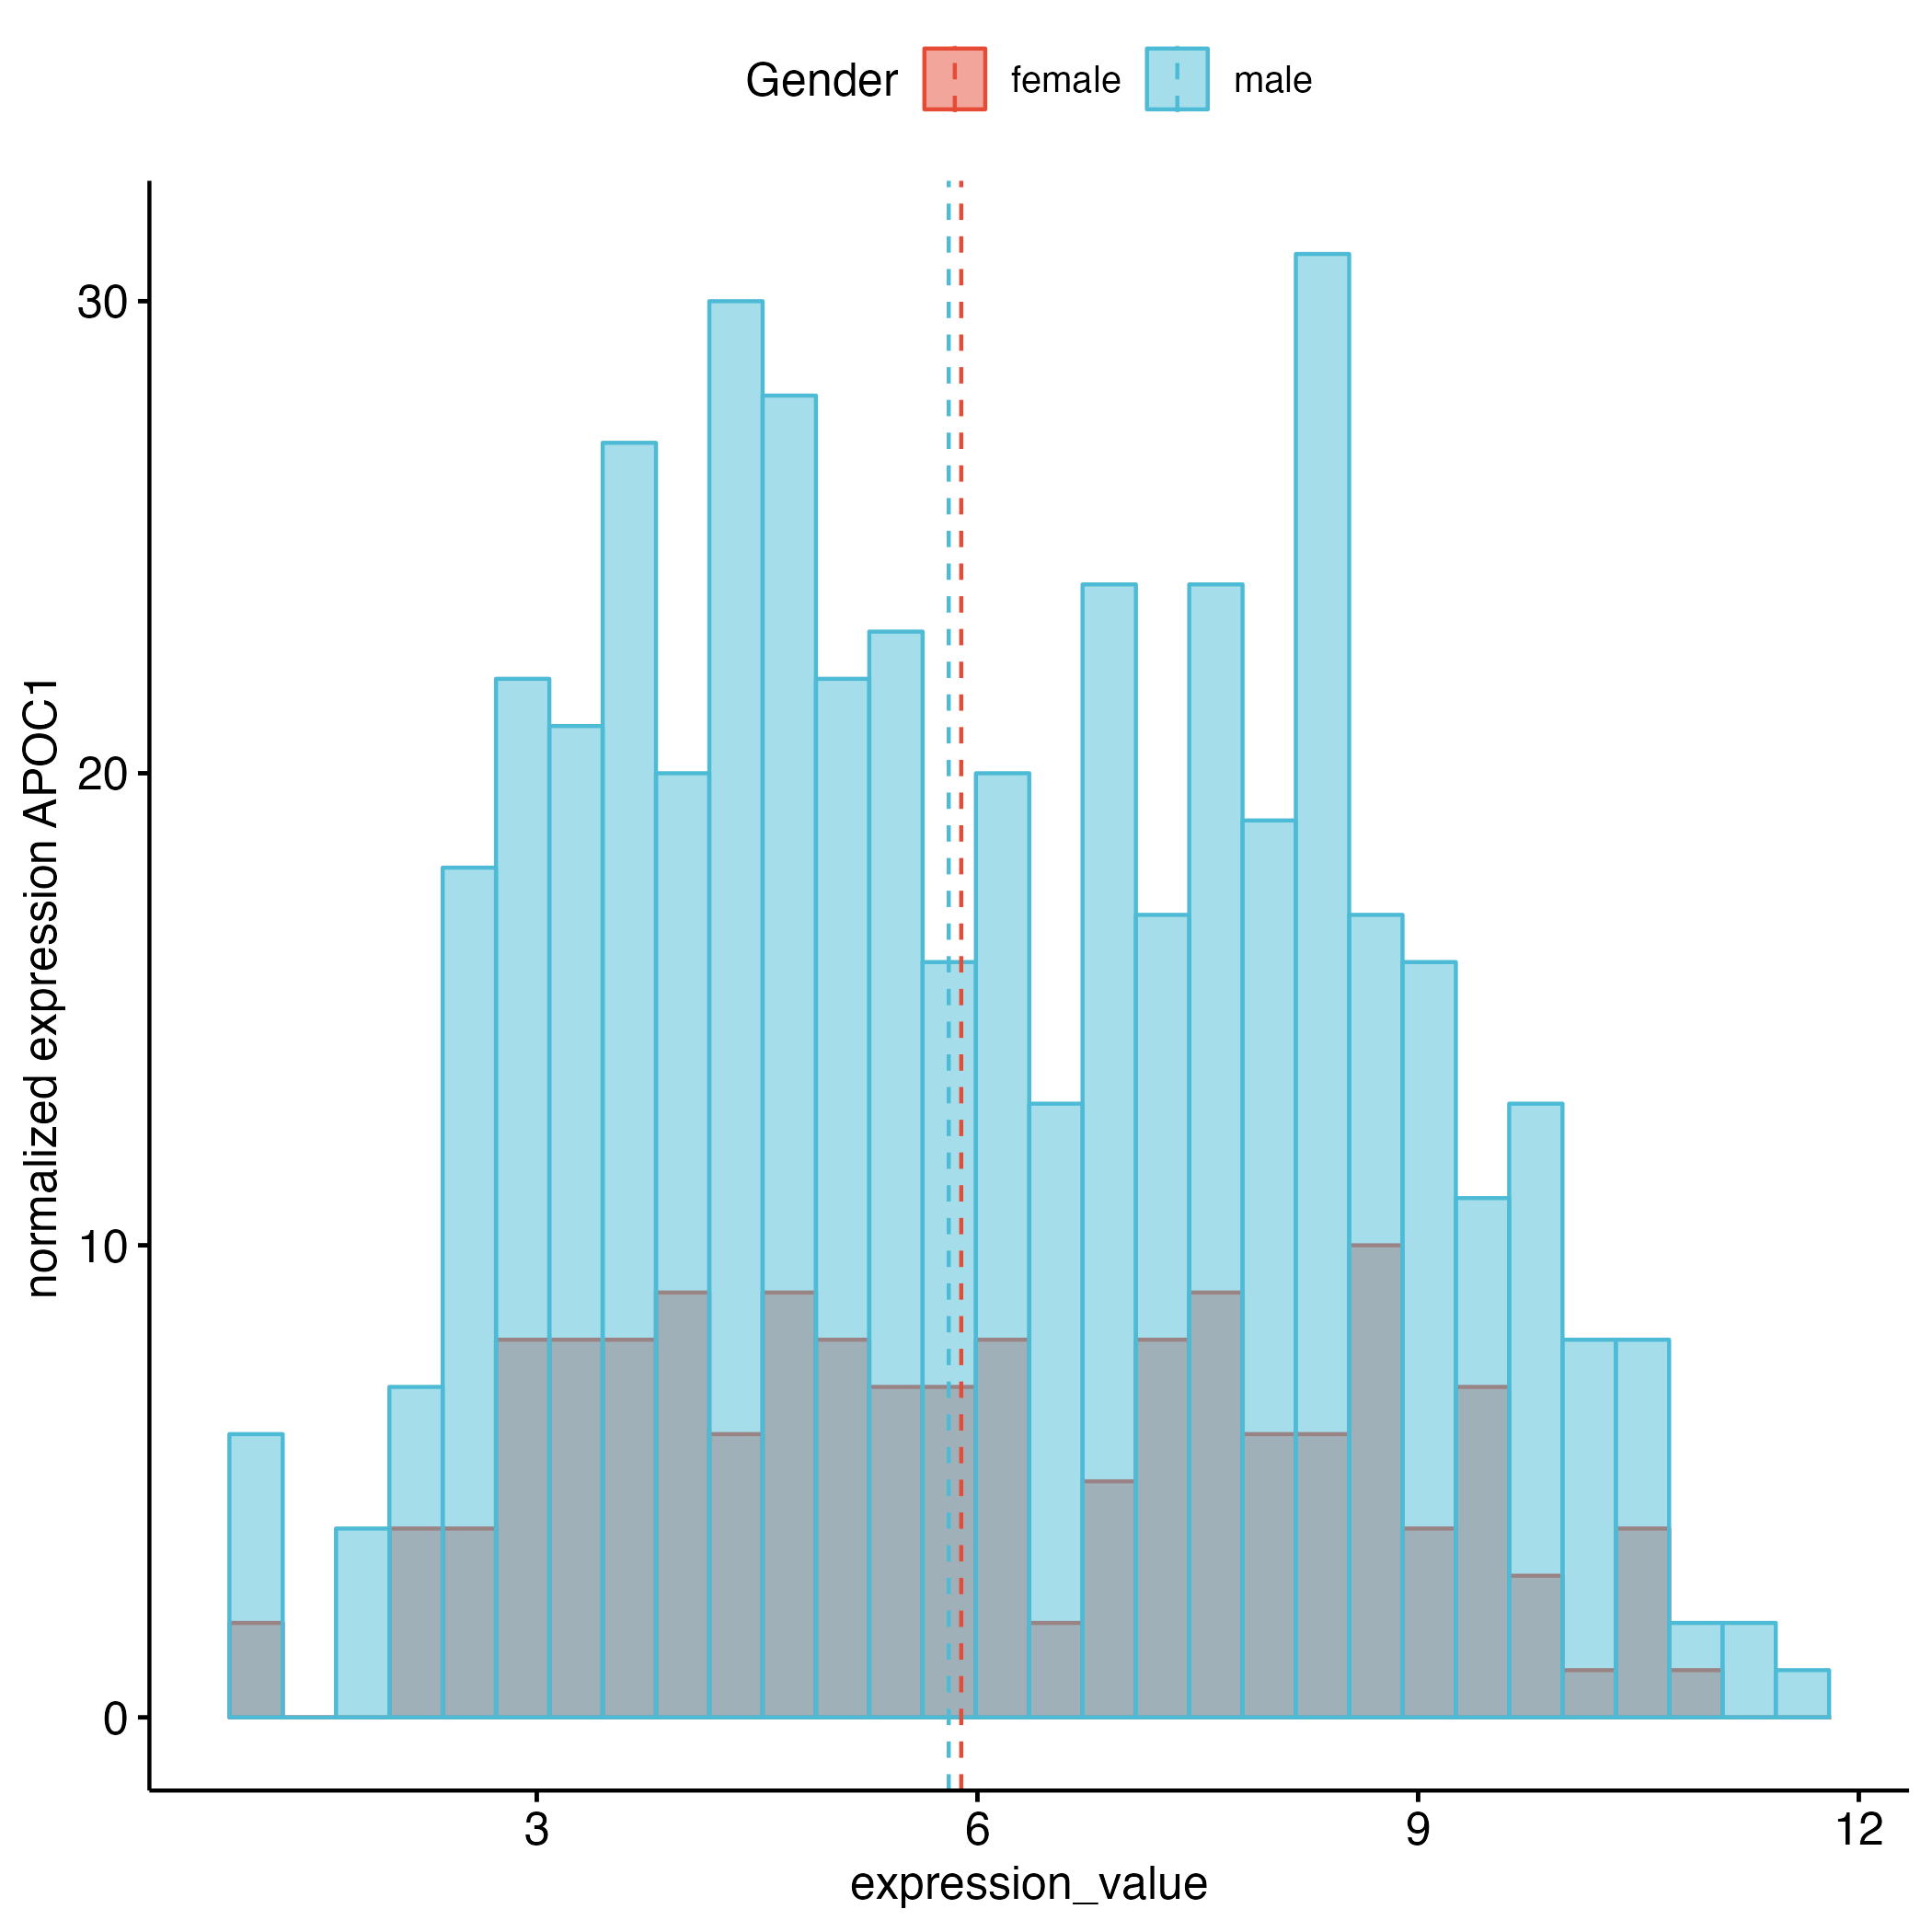 Gender female male
normalized expression APOC1
30
20
10
0
3 6 9 12
expression_value